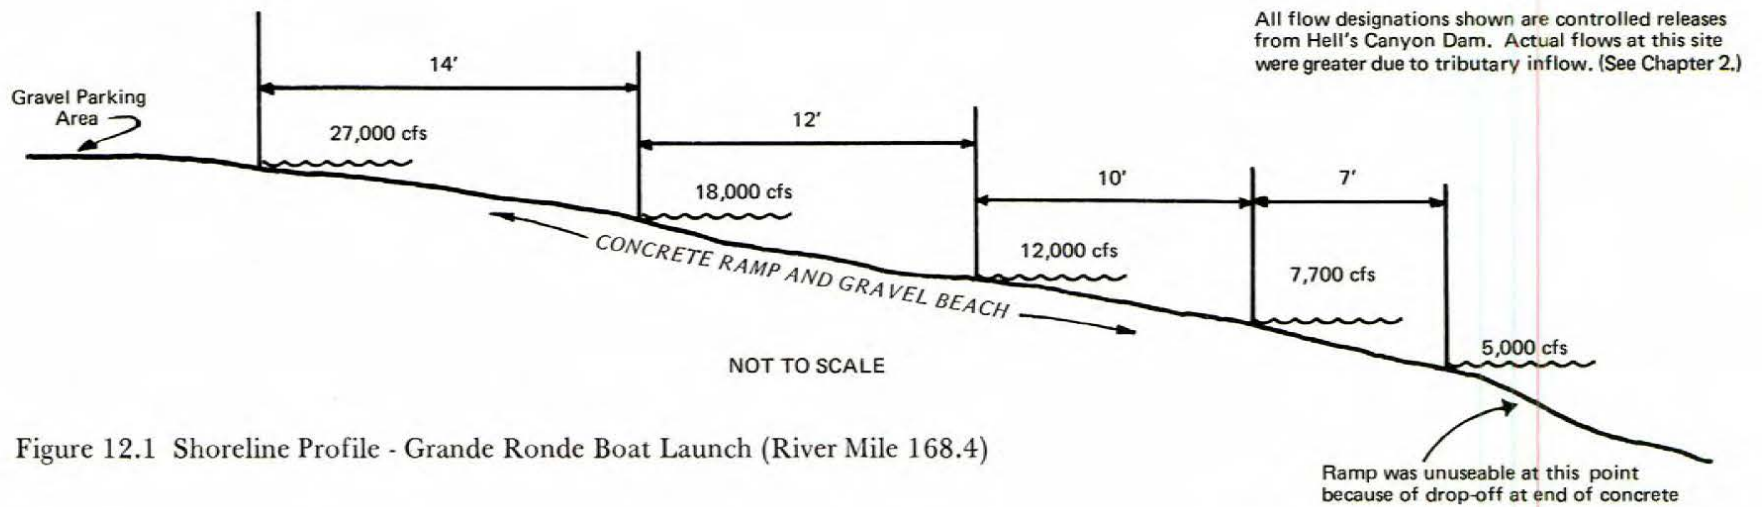 All flow designations shown are controlled releases
from Hell's Canyon Dam. Actual flows at this site
were greater due to tributary inflow. (See Chapter 2.)
14'
Gravel Parking
Area
27,000 cfs
12'
18,000 cfs
10'
7'
12,000 cfs
7,700 cfs
5,000 cfs
CONCRETE RAMP AND GRAVEL BEACH
NOT TO SCALE
Figure 12.1 Shoreline Profile - Grande Ronde Boat Launch (River Mile 168.4)
Ramp was unuseable at this point
because of drop-off at end of concrete